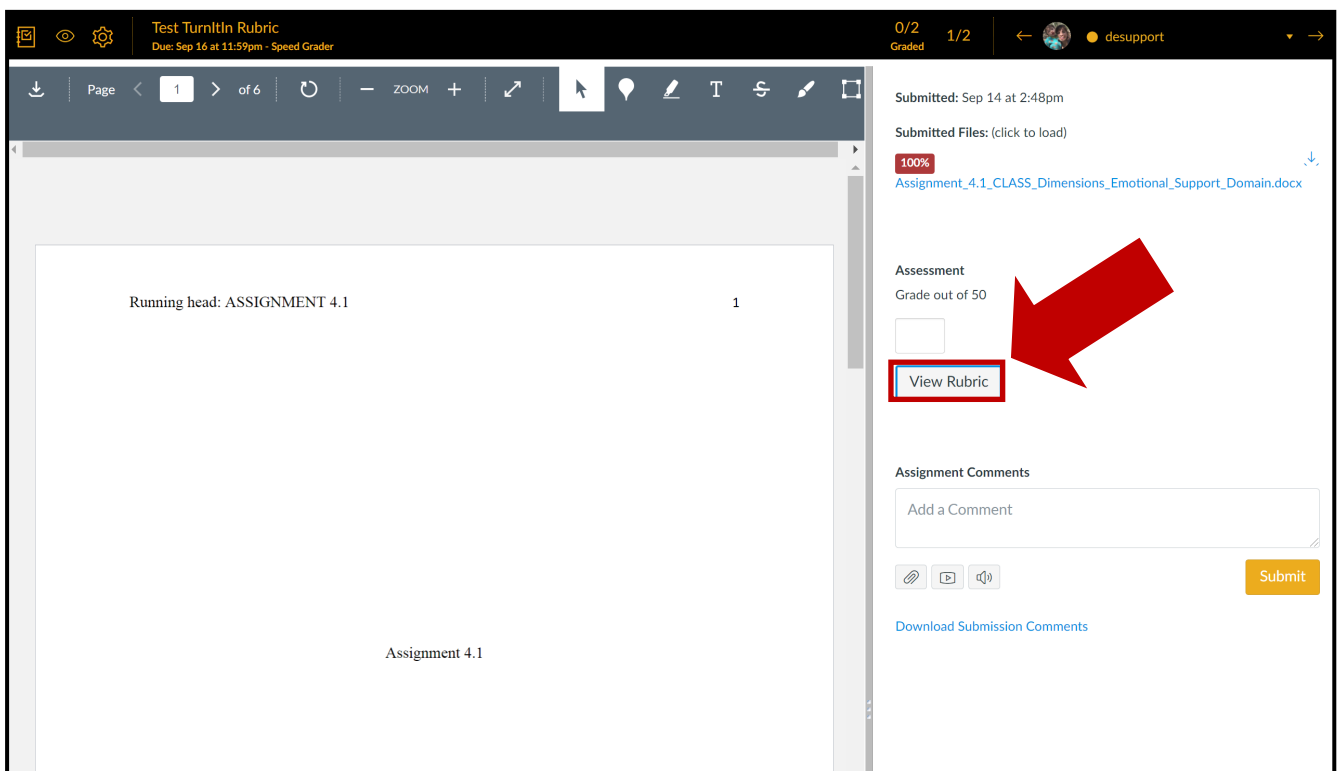 Test TurnItIn Rubric
Due: Sep 16 at 11:59pm - Speed Grader
0/2
Graded
1/2
desupport
Page
1
of 6
ZOOM
T
S
Submitted: Sep 14 at 2:48pm
Submitted Files: (click to load)
100%
Assignment_4.1_CLASS_Dimensions_Emotional_Support_Domain.docx
Running head: ASSIGNMENT 4.1
1
Assignment 4.1
Assessment
Grade out of 50
View Rubric
Assignment Comments
Add a Comment
Submit
Download Submission Comments